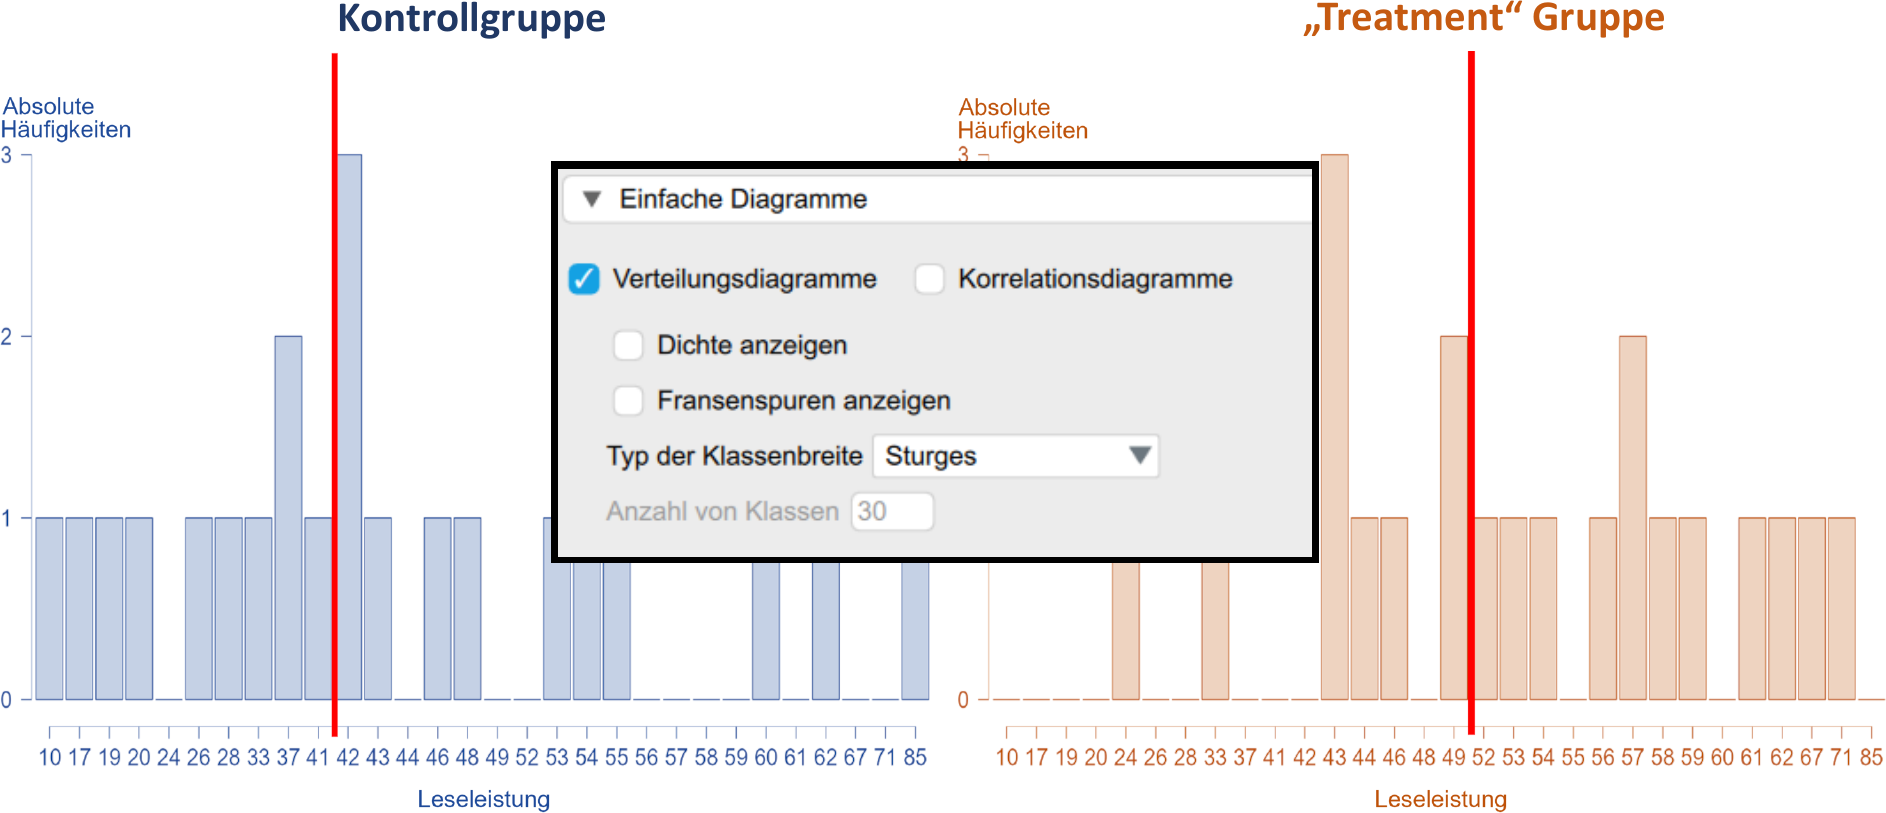 Kontrollgruppe
„Treatment“ Gruppe
Absolute
Häufigkeiten
3
2
1
0
10 17 19 20 24 26 28 33 37 41 42 43 44 46 48 49 52 53 54 55 56 57 58 59 60 61 62 67 71 85
Leseleistung
Einfache Diagramme
Verteilungsdiagramme Korrelationsdiagramme
Dichte anzeigen
Fransenspuren anzeigen
Typ der Klassenbreite Sturges
Anzahl von Klassen 30
Absolute
Häufigkeiten
3
0
10 17 19 20 24 26 28 33 37 41 42 43 44 46 48 49 52 53 54 55 56 57 58 59 60 61 62 67 71 85
Leseleistung